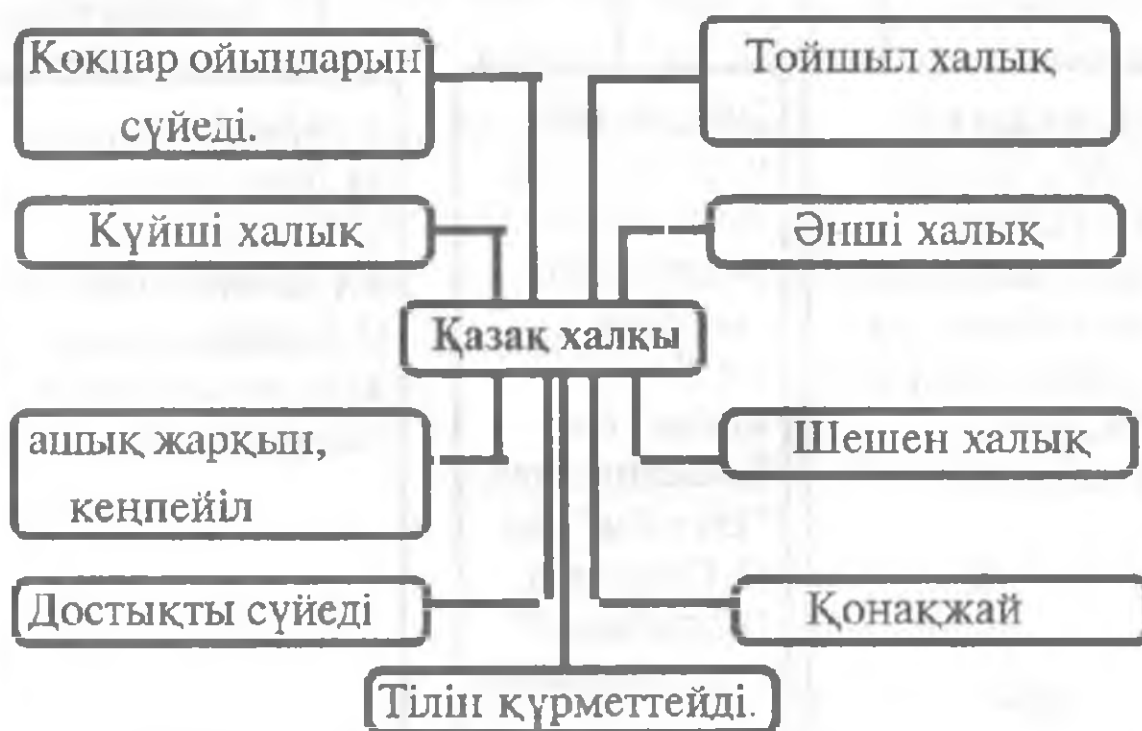 Көкпар ойындарын
сүйеді.
Тойшыл халық
Күйші халық
Әнші халық
Қазақ халқы
ашық жарқын,
кеңпейіл
Шешен халық
Достықты сүйеді
Қонақжай
Тілін құрметтейді.